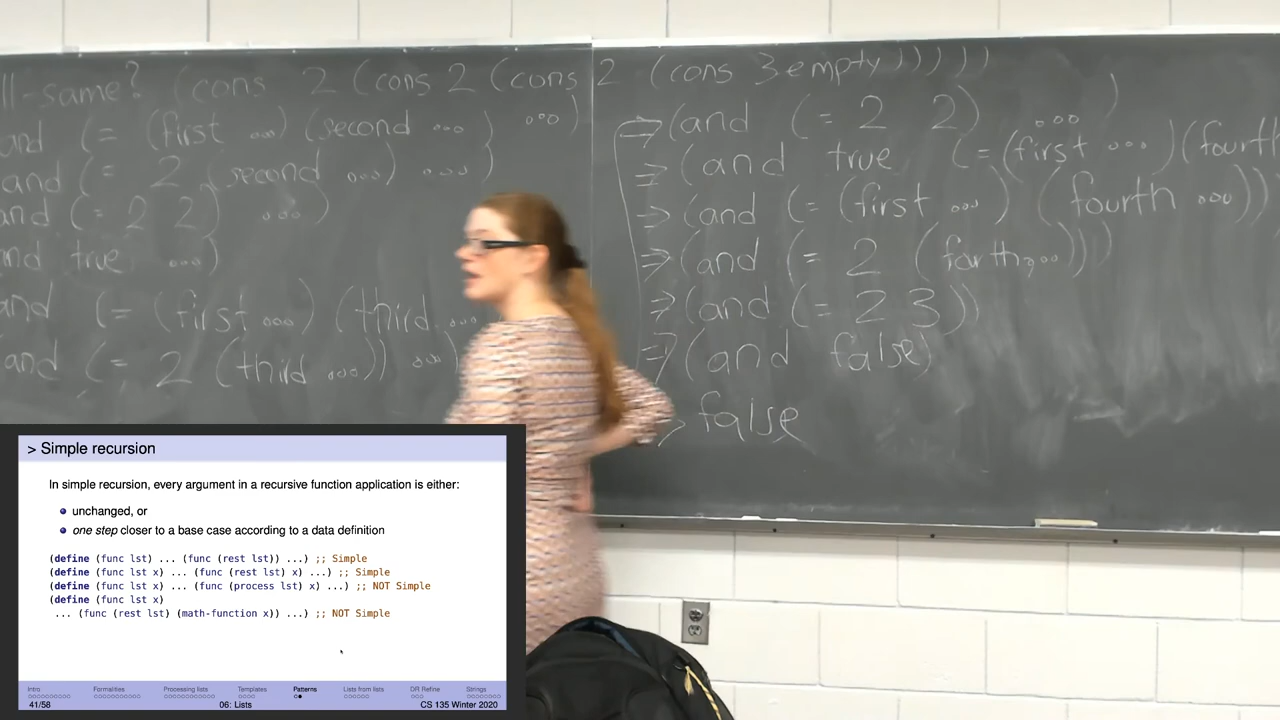 ll-same? (cons 2 (cons 2 (cons 2 (cons 3 empty)))))
and (= (first ...) (second ...) ...)
and (= 2 (second ...) ...)
and (= 2 2) ...)
and true ...)
and (= (first ...) (third ...
and (= 2 (third ...)) ...)
⇒ (and (= 2 2) ... )
⇒ (and true (= (first ...) (fourth
⇒ (and (= (first ...) (fourth ...))
⇒ (and (= 2 (forth ...)))
⇒ (and (= 2 3))
⇒ (and false)
false
> Simple recursion
In simple recursion, every argument in a recursive function application is either:
unchanged, or
one step closer to a base case according to a data definition
(define (func lst) ... (func (rest lst)) ...) ;; Simple
(define (func lst x) ... (func (rest lst) x) ...) ;; Simple
(define (func lst x) ... (func (process lst) x) ...) ;; NOT Simple
(define (func lst x)
... (func (rest lst) (math-function x)) ...) ;; NOT Simple
Intro Formalities Processing lists Templates Patterns Lists from lists DR Refine Strings
41/58 06: Lists CS 135 Winter 2020